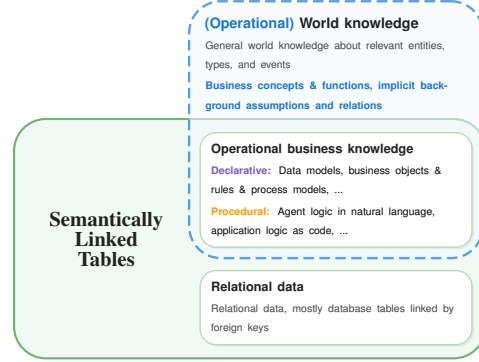 (Operational) World knowledge
General world knowledge about relevant entities,
types, and events
Business concepts & functions, implicit back-
ground assumptions and relations
Operational business knowledge
Declarative: Data models, business objects &
rules & process models, ...
Procedural: Agent logic in natural language,
application logic as code, ...
Semantically
Linked
Tables
Relational data
Relational data, mostly database tables linked by
foreign keys